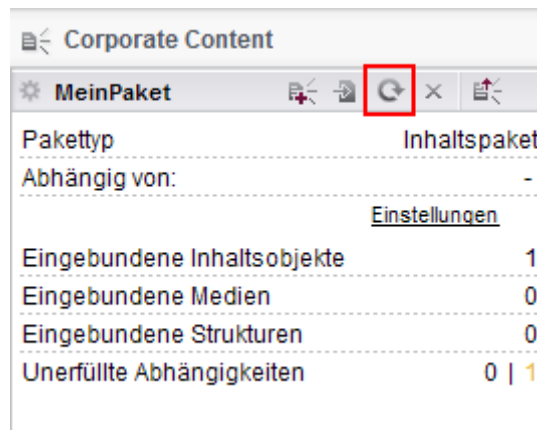 Corporate Content
MeinPaket
Pakettyp Inhaltspaket
Abhängig von: -
Einstellungen
Eingebundene Inhaltsobjekte 1
Eingebundene Medien 0
Eingebundene Strukturen 0
Unerfüllte Abhängigkeiten 0 | 1